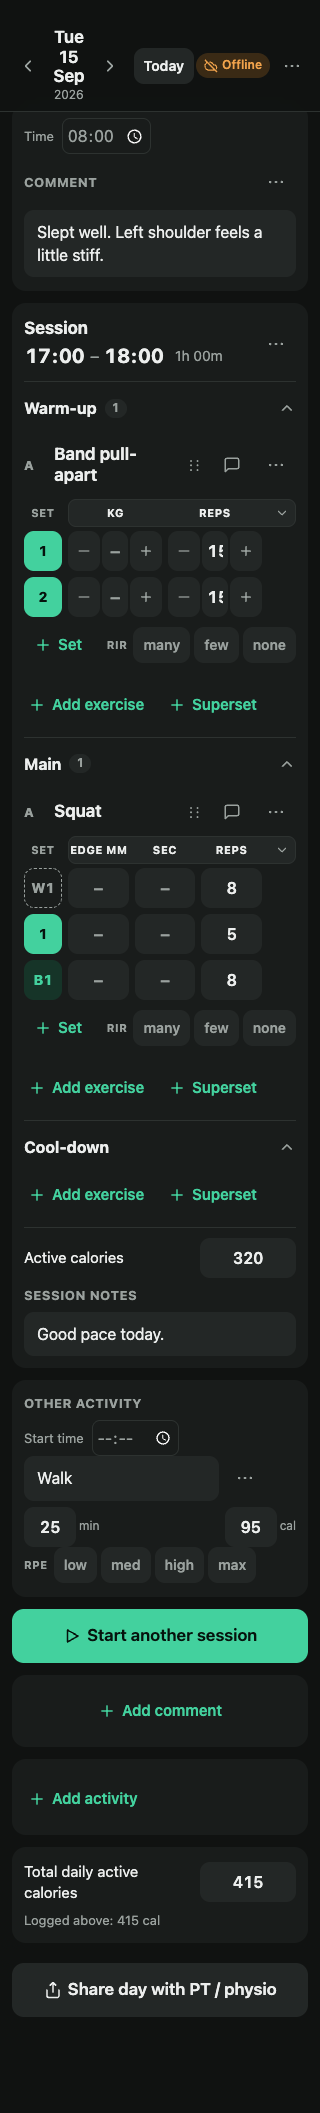 Tue
15
Sep
2026
Today
Offline
Time 08:00
COMMENT
Slept well. Left shoulder feels a
little stiff.
Session
17:00 – 18:00 1h 00m
Warm-up 1
A Band pull-
apart
SET KG REPS
1 − – + − 15 +
2 − – + − 15 +
+ Set RIR many few none
+ Add exercise + Superset
Main 1
A Squat
SET EDGE MM SEC REPS
W1 – – 8
1 – – 5
B1 – – 8
+ Set RIR many few none
+ Add exercise + Superset
Cool-down
+ Add exercise + Superset
Active calories 320
SESSION NOTES
Good pace today.
OTHER ACTIVITY
Start time --:--
Walk
25 min 95 cal
RPE low med high max
Start another session
+ Add comment
+ Add activity
Total daily active
calories
415
Logged above: 415 cal
Share day with PT / physio